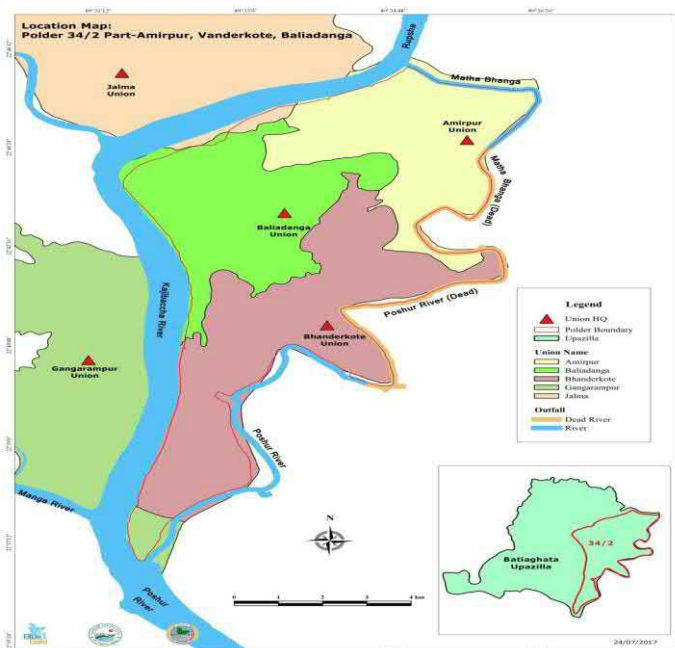 Location Map:
Polder 34/2 Part-Amirpur, Vanderkote, Baliadanga
Rupsha
Jalma
Union
Matha Bhanga
Amirpur
Union
Matha Bhanga (Dead)
Baliadanga
Union
Kajibaccha River
Poshur River (Dead)
Bhanderkote
Union
Gangarampur
Union
Poshur River
Manga River
Poshur
River
N
0 1 2 4 km
Legend
Union HQ
Polder Boundary
Upazilla
Union Name
Amirpur
Baliadanga
Bhanderkote
Gangarampur
Jalma
Outfall
Dead River
River
34/2
Batiaghata
Upazilla
24/07/2017